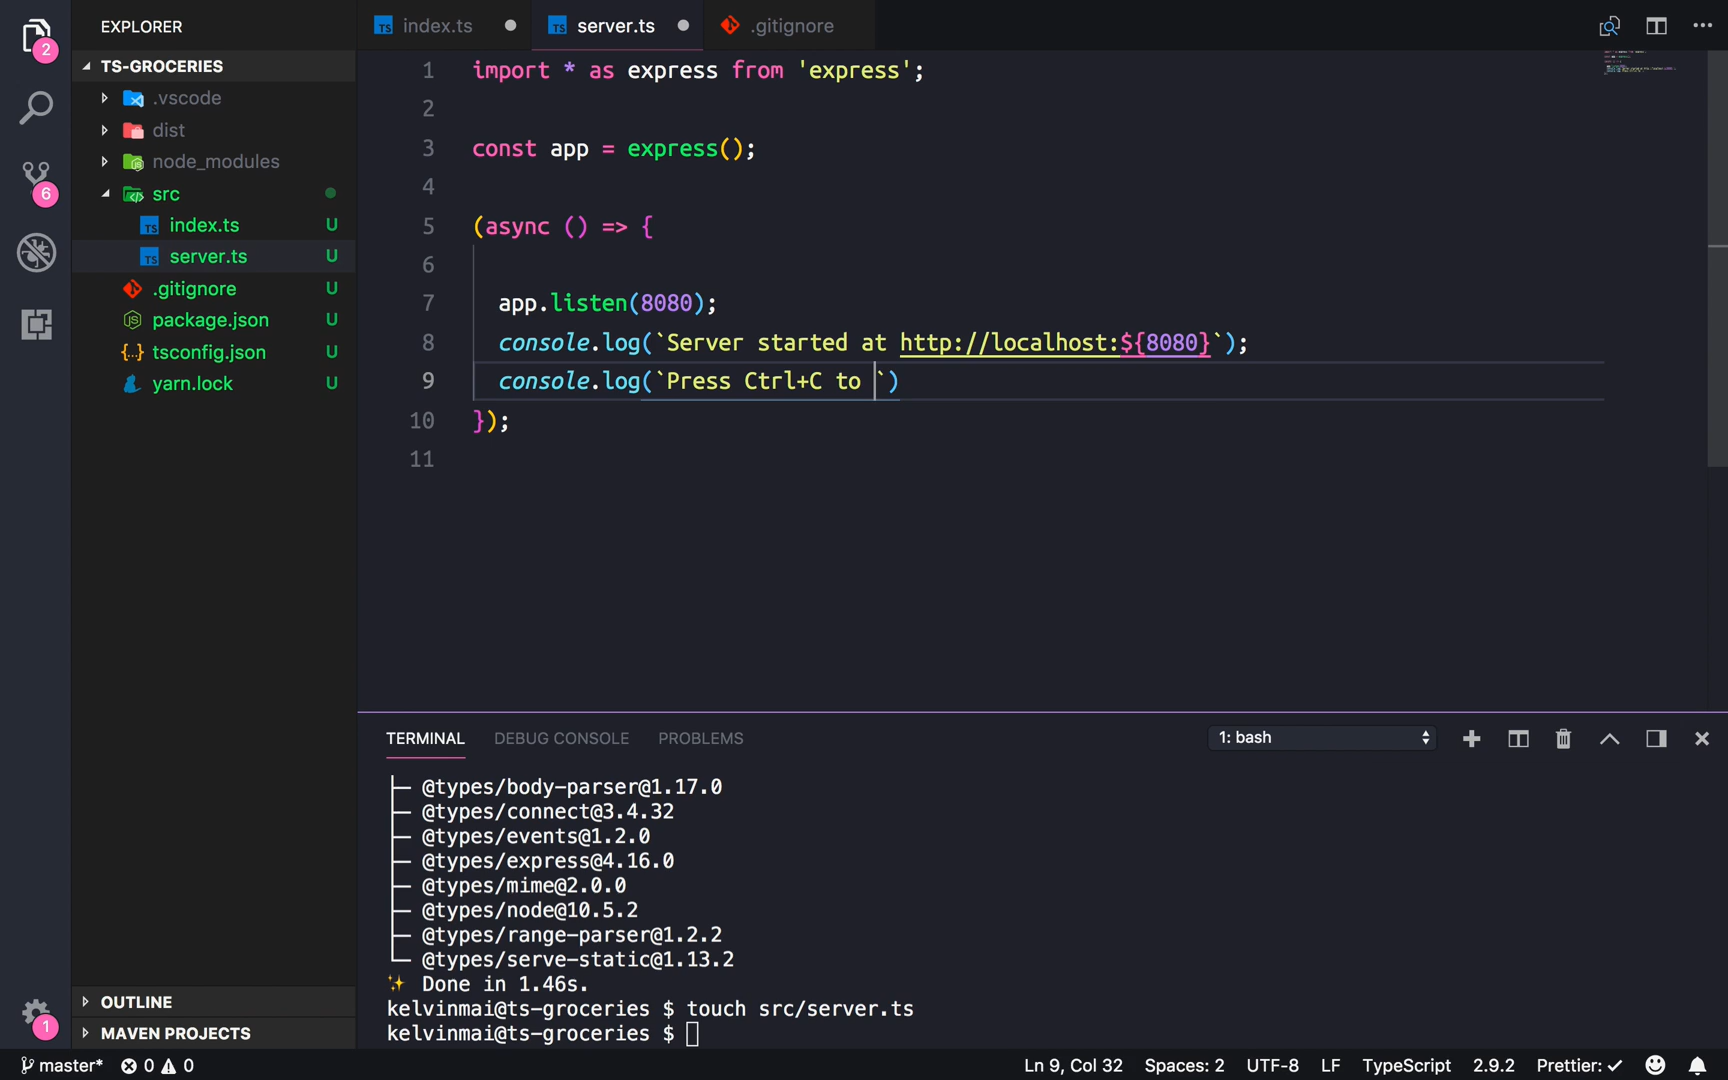 EXPLORER
index.ts
server.ts
.gitignore
2
TS-GROCERIES
.vscode
dist
node_modules
src
index.ts U
server.ts U
.gitignore U
package.json U
tsconfig.json U
yarn.lock U
6
1 import * as express from 'express';
2
3 const app = express();
4
5 (async () => {
6
7 app.listen(8080);
8 console.log(`Server started at http://localhost:${8080}`);
9 console.log(`Press Ctrl+C to `)
10 });
11
TERMINAL
DEBUG CONSOLE
PROBLEMS
1: bash
├─ @types/body-parser@1.17.0
├─ @types/connect@3.4.32
├─ @types/events@1.2.0
├─ @types/express@4.16.0
├─ @types/mime@2.0.0
├─ @types/node@10.5.2
├─ @types/range-parser@1.2.2
└─ @types/serve-static@1.13.2
✨ Done in 1.46s.
kelvinmai@ts-groceries $ touch src/server.ts
kelvinmai@ts-groceries $
OUTLINE
MAVEN PROJECTS
1
master* 0 0
Ln 9, Col 32 Spaces: 2 UTF-8 LF TypeScript 2.9.2 Prettier: ✓